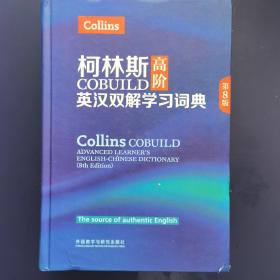 Collins
柯林斯
COBUILD 高阶
英汉双解学习词典
第8版
Collins COBUILD
ADVANCED LEARNER'S
ENGLISH-CHINESE DICTIONARY
(8th Edition)
The source of authentic English
外语教学与研究出版社